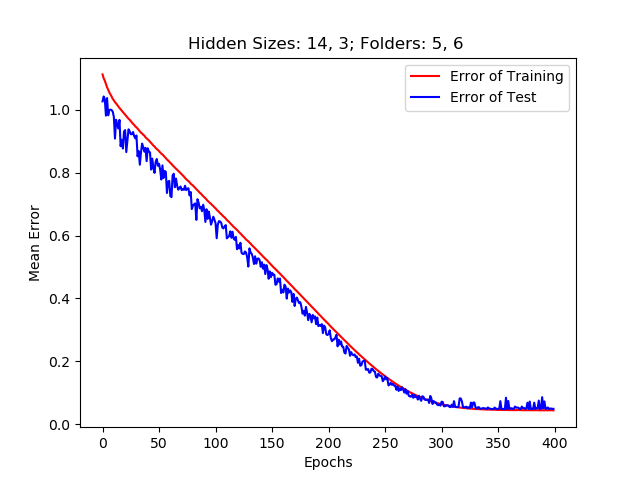 Hidden Sizes: 14, 3; Folders: 5, 6
Error of Training
Error of Test
Mean Error
1.0
0.8
0.6
0.4
0.2
0.0
0 50 100 150 200 250 300 350 400
Epochs